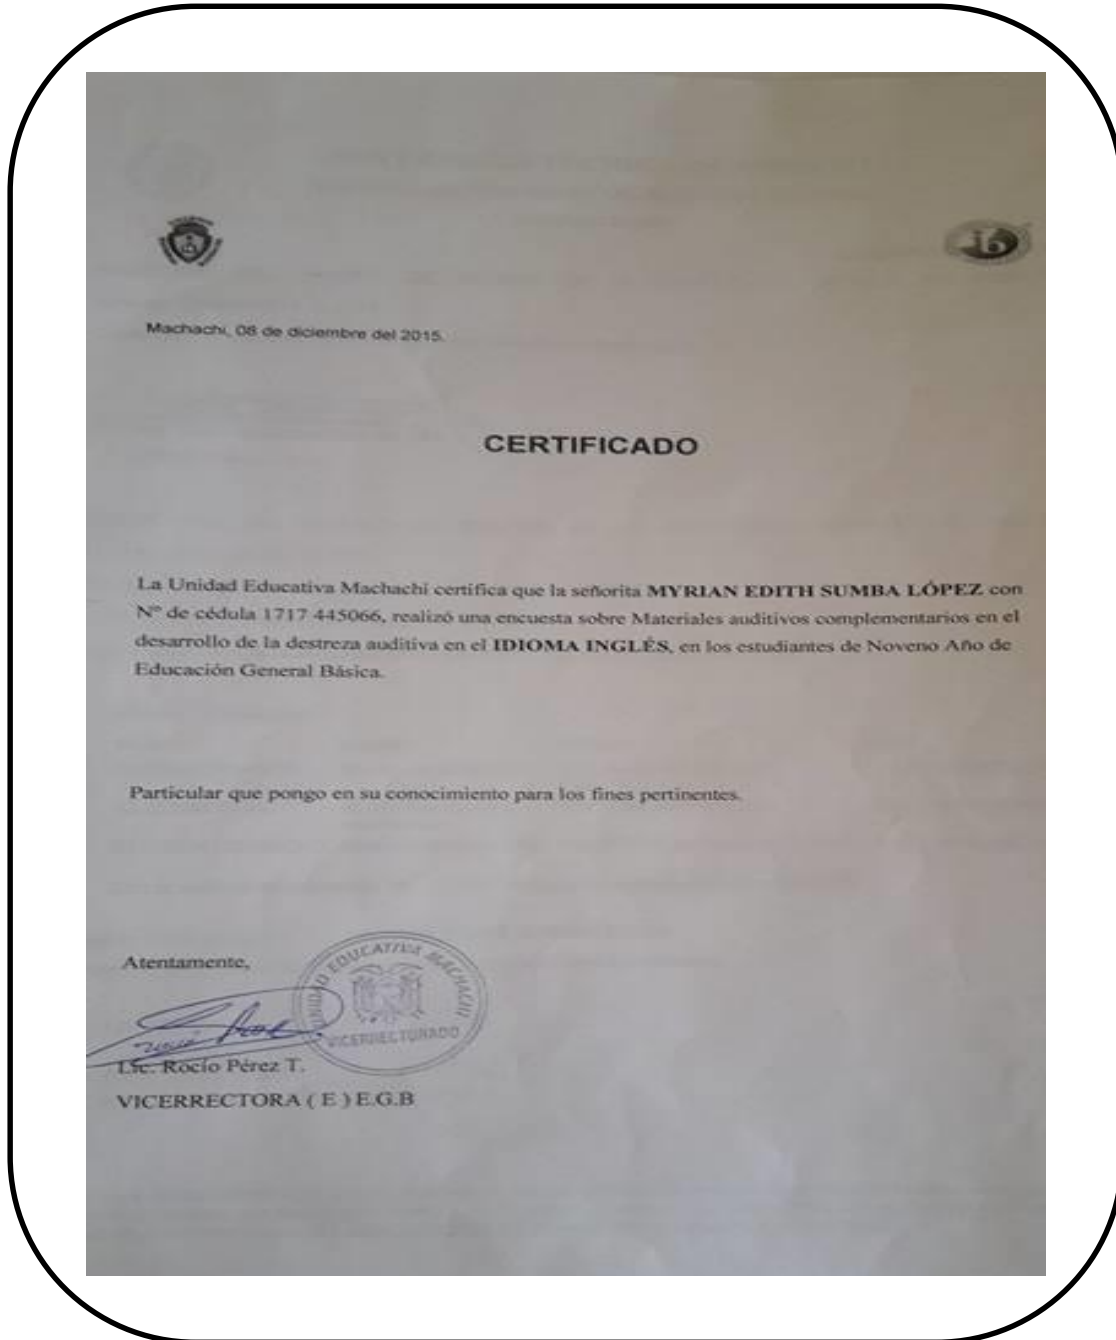 ib
Machachi, 08 de diciembre del 2015.
CERTIFICADO
La Unidad Educativa Machachi certifica que la señorita MYRIAN EDITH SUMBA LÓPEZ con
Nº de cédula 1717 445066, realizó una encuesta sobre Materiales auditivos complementarios en el
desarrollo de la destreza auditiva en el IDIOMA INGLÉS, en los estudiantes de Noveno Año de
Educación General Básica.
Particular que pongo en su conocimiento para los fines pertinentes.
Atentamente,
UNIDAD EDUCATIVA MACHACHI
VICERRECTORADO
Lic. Rocío Pérez T.
VICERRECTORA ( E ) E.G.B